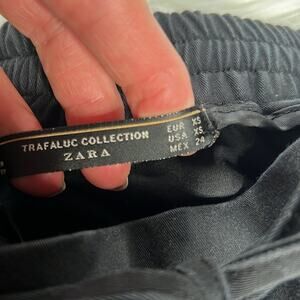 TRAFALUC COLLECTION
ZARA
EUR XS
USA XS
MEX 24